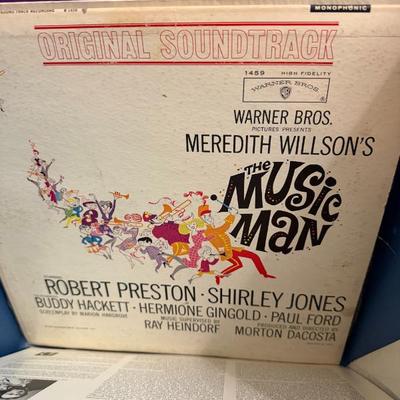 MONOPHONIC
ORIGINAL SOUNDTRACK
1459 HIGH FIDELITY
WARNER BROS.
WARNER BROS.
PICTURES PRESENTS
MEREDITH WILLSON'S
THE
MUSIC
MAN
ROBERT PRESTON · SHIRLEY JONES
BUDDY HACKETT · HERMIONE GINGOLD · PAUL FORD
SCREENPLAY BY MARION HARGROVE
MUSIC SUPERVISED BY
RAY HEINDORF
PRODUCED AND DIRECTED BY
MORTON DACOSTA